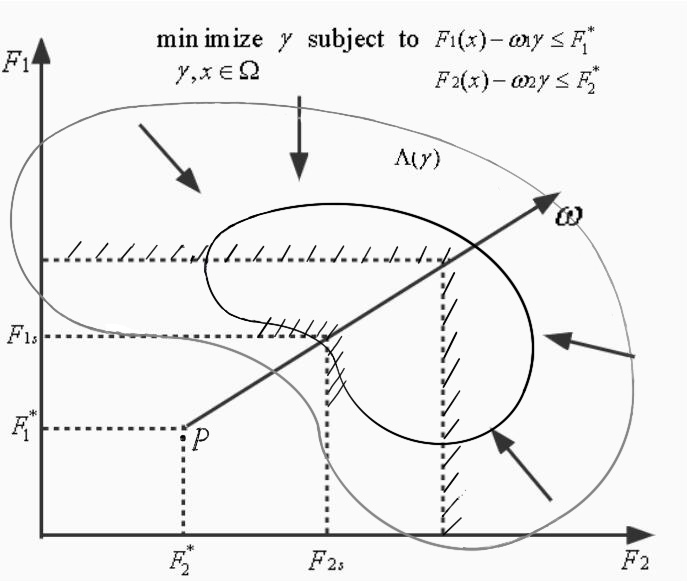 minimize γ subject to F₁(x) − ω₁γ ≤ F₁*
γ, x ∈ Ω F₂(x) − ω₂γ ≤ F₂*
F₁
Λ(γ)
ω
F₁ₛ
F₁*
P
F₂* F₂ₛ F₂